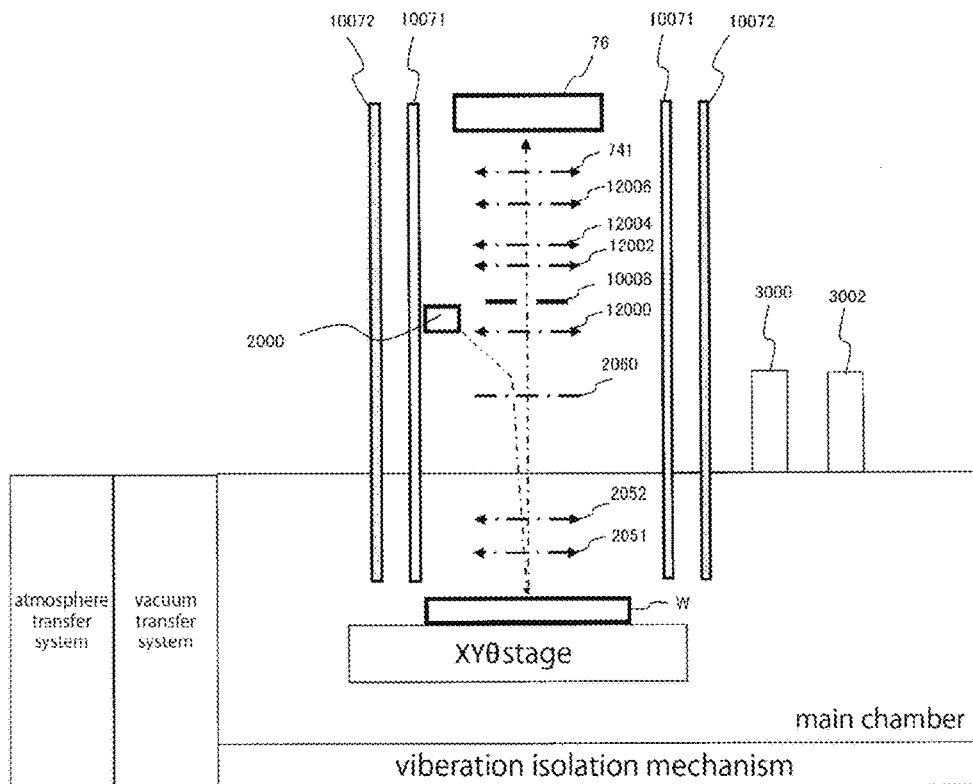 10072 10071 10071 10072
76
741
12006
12004
12002
10008
3000 3002
12000
2000
2060
2052
2051
atmosphere
transfer
system
vacuum
transfer
system
W
XYθstage
main chamber
viberation isolation mechanism